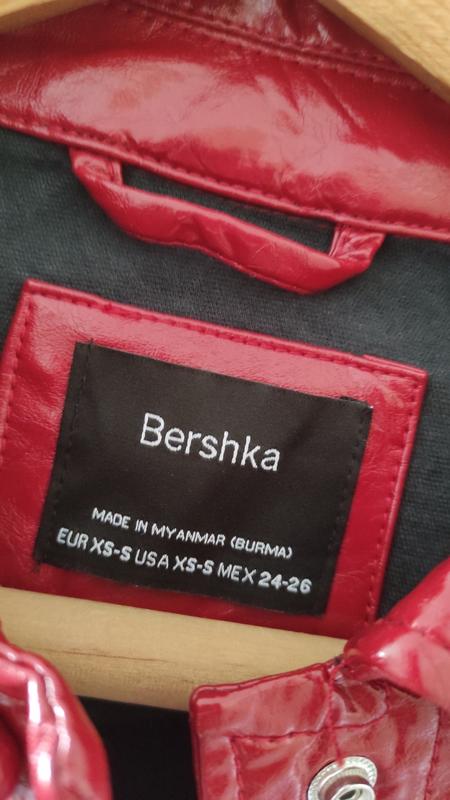 Bershka
MADE IN MYANMAR (BURMA)
EUR XS-S USA XS-S MEX 24-26